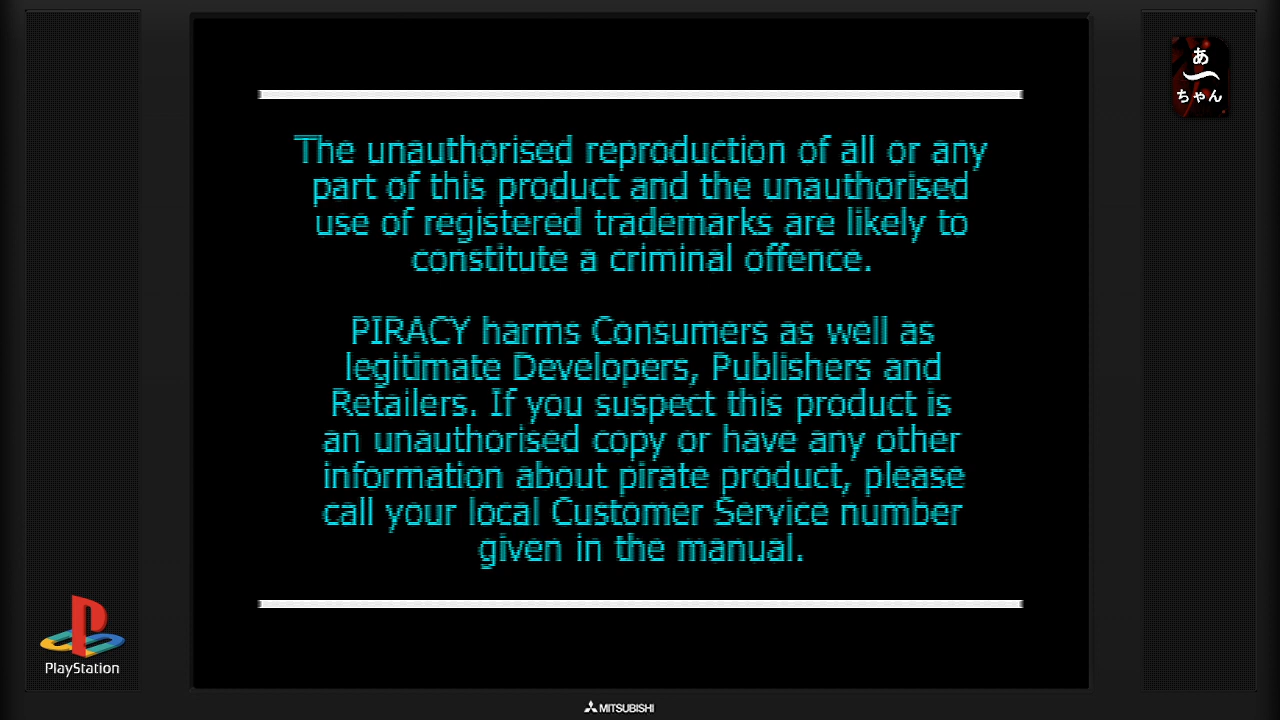 あー
ちゃん
The unauthorised reproduction of all or any
part of this product and the unauthorised
use of registered trademarks are likely to
constitute a criminal offence.
PIRACY harms Consumers as well as
legitimate Developers, Publishers and
Retailers. If you suspect this product is
an unauthorised copy or have any other
information about pirate product, please
call your local Customer Service number
given in the manual.
PlayStation
MITSUBISHI